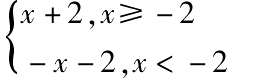 x + 2 , x ⩾ − 2
− x − 2 , x < − 2